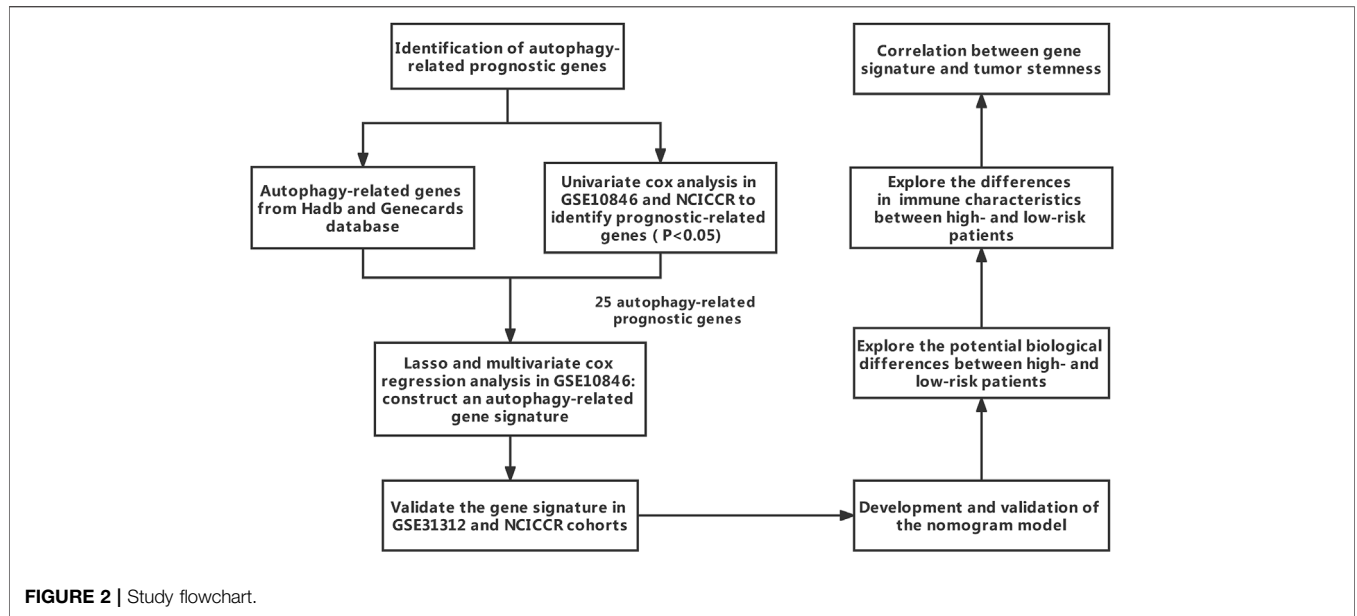 Identification of autophagy-
related prognostic genes
Autophagy-related genes
from Hadb and Genecards
database
Univariate cox analysis in
GSE10846 and NCICCR to
identify prognostic-related
genes ( P<0.05)
25 autophagy-related
prognostic genes
Lasso and multivariate cox
regression analysis in GSE10846:
construct an autophagy-related
gene signature
Validate the gene signature in
GSE31312 and NCICCR cohorts
Development and validation of
the nomogram model
Explore the potential biological
differences between high- and
low-risk patients
Explore the differences
in immune characteristics
between high- and low-risk
patients
Correlation between gene
signature and tumor stemness
FIGURE 2 | Study flowchart.